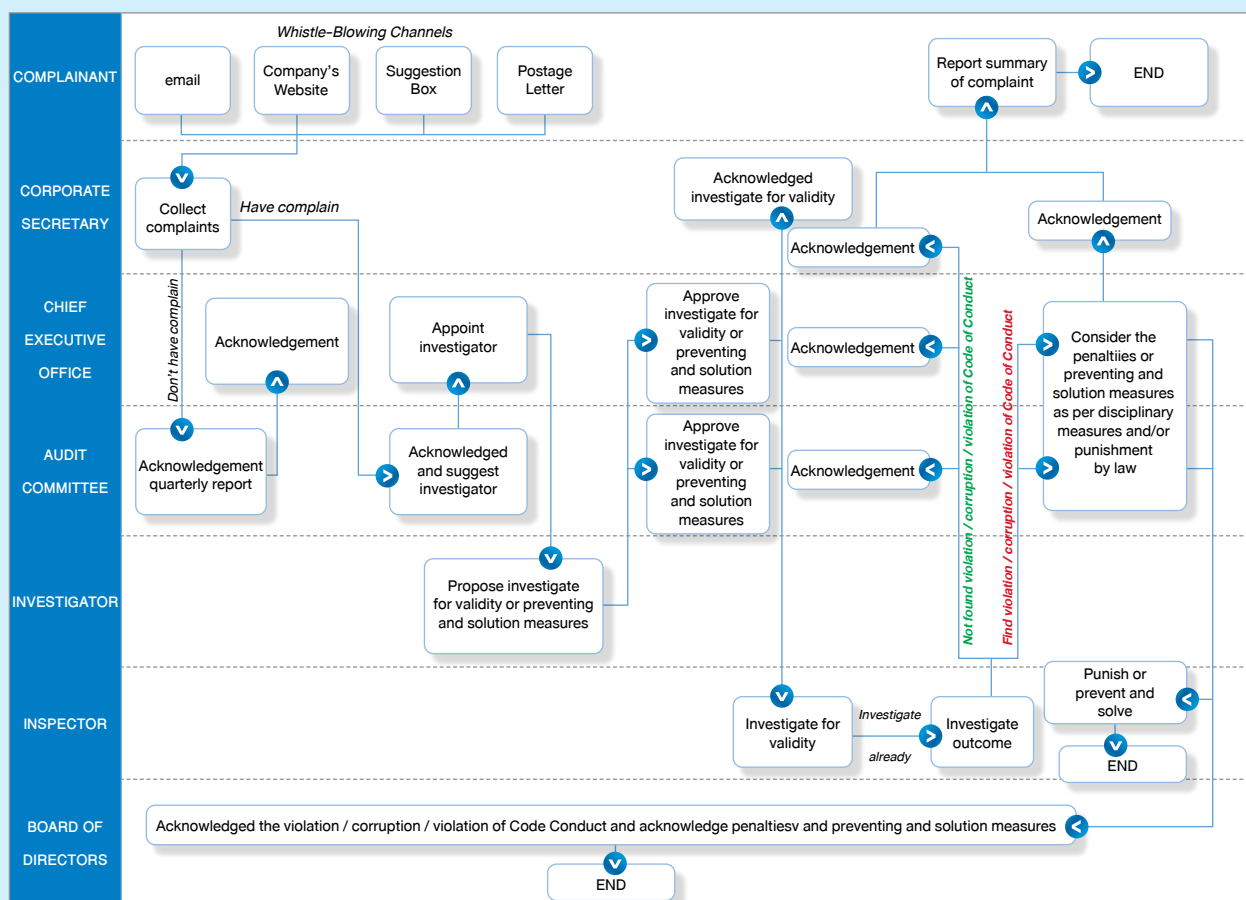 COMPLAINANT
Whistle-Blowing Channels
email
Company's
Website
Suggestion
Box
Postage
Letter
Report summary
of complaint
END
CORPORATE
SECRETARY
Collect
complaints
Have complain
Acknowledged
investigate for validity
Acknowledgement
Acknowledgement
CHIEF
EXECUTIVE
OFFICE
Don't have complain
Acknowledgement
Appoint
investigator
Approve
investigate for
validity or
preventing
and solution
measures
Acknowledgement
Not found violation / corruption / violation of Code of Conduct
Find violation / corruption / violation of Code of Conduct
Consider the
penaltiies or
preventing and
solution measures
as per disciplinary
measures and/or
punishment
by law
AUDIT
COMMITTEE
Acknowledgement
quarterly report
Acknowledged
and suggest
investigator
Approve
investigate for
validity or
preventing
and solution
measures
Acknowledgement
INVESTIGATOR
Propose investigate
for validity or preventing
and solution measures
INSPECTOR
Investigate for
validity
Investigate
already
Investigate
outcome
Punish or
prevent and
solve
END
BOARD OF
DIRECTORS
Acknowledged the violation / corruption / violation of Code Conduct and acknowledge penaltiesv and preventing and solution measures
END